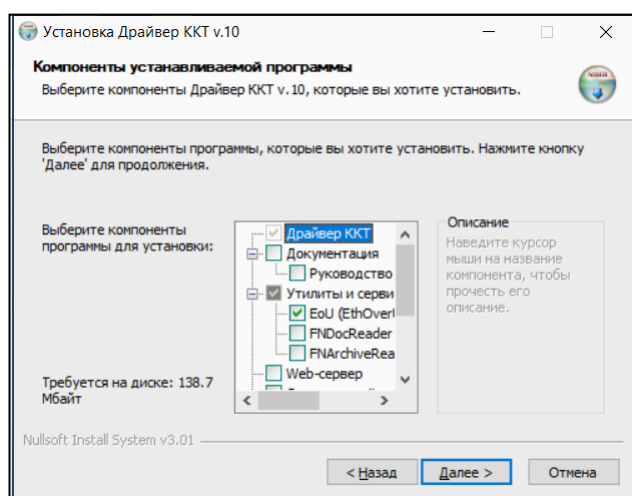 Установка Драйвер ККТ v.10
Компоненты устанавливаемой программы
Выберите компоненты Драйвер ККТ v.10, которые вы хотите установить.
Выберите компоненты программы, которые вы хотите установить. Нажмите кнопку
'Далее' для продолжения.
Выберите компоненты
программы для установки:
Драйвер ККТ
Документация
Руководство
Утилиты и серви
EoU (EthOverl
FNDocReader
FNArchiveRea
Web-сервер
Описание
Наведите курсор
мыши на название
компонента, чтобы
прочесть его
описание.
Требуется на диске: 138.7
Мбайт
Nullsoft Install System v3.01
< Назад
Далее >
Отмена